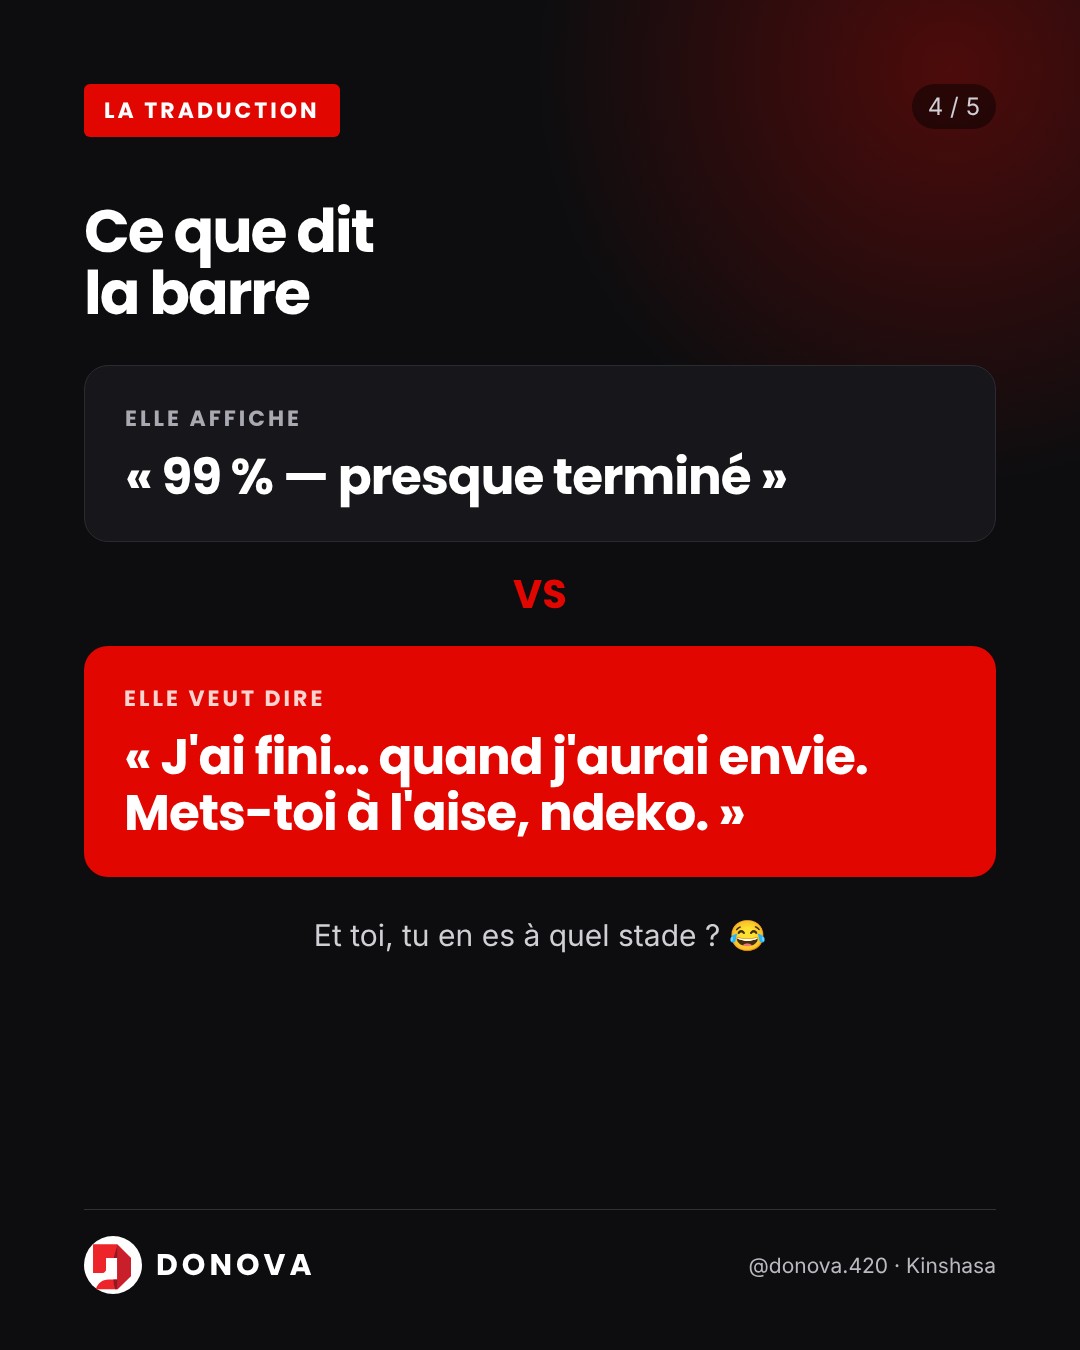 LA TRADUCTION
4 / 5
Ce que dit
la barre
ELLE AFFICHE
« 99 % — presque terminé »
VS
ELLE VEUT DIRE
« J'ai fini... quand j'aurai envie.
Mets-toi à l'aise, ndeko. »
Et toi, tu en es à quel stade ? 😂
DONOVA
@donova.420 · Kinshasa